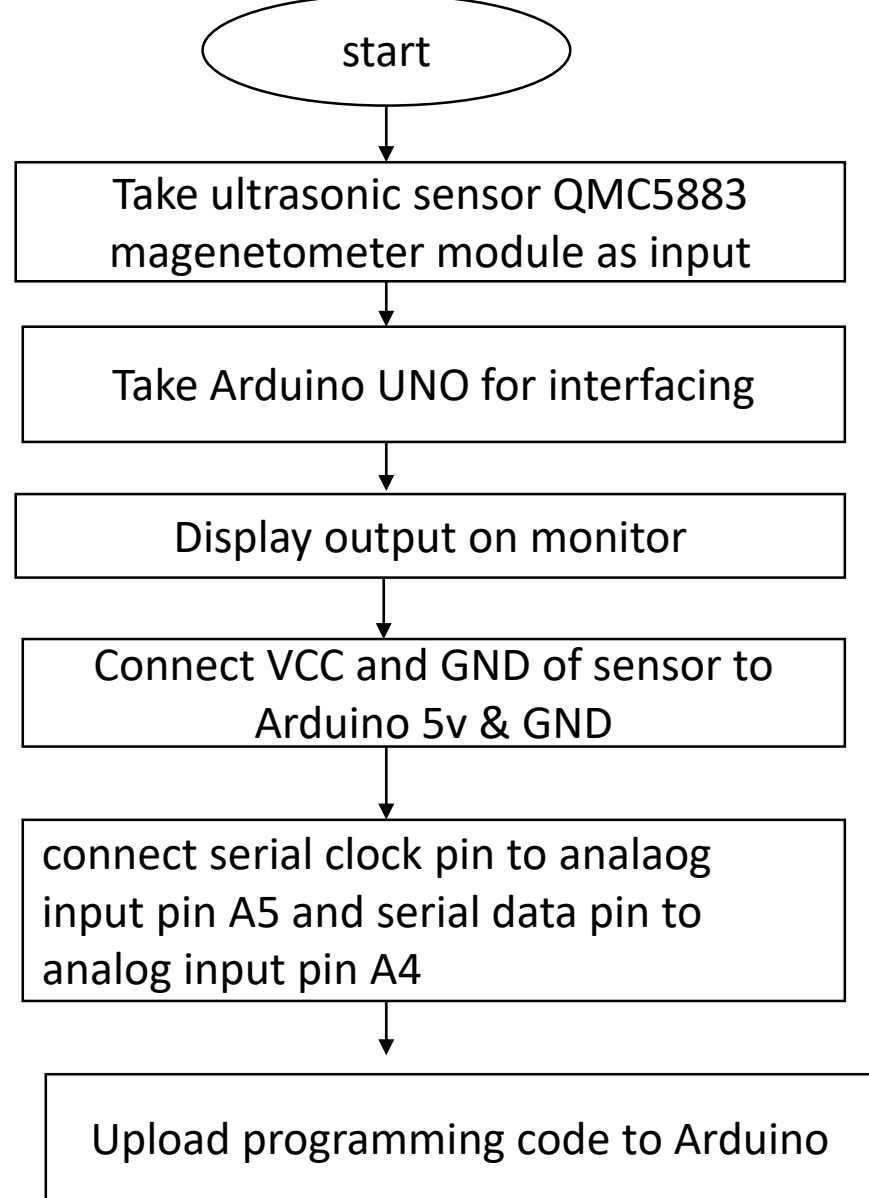 start
Take ultrasonic sensor QMC5883
magenetometer module as input
Take Arduino UNO for interfacing
Display output on monitor
Connect VCC and GND of sensor to
Arduino 5v & GND
connect serial clock pin to analaog
input pin A5 and serial data pin to
analog input pin A4
Upload programming code to Arduino